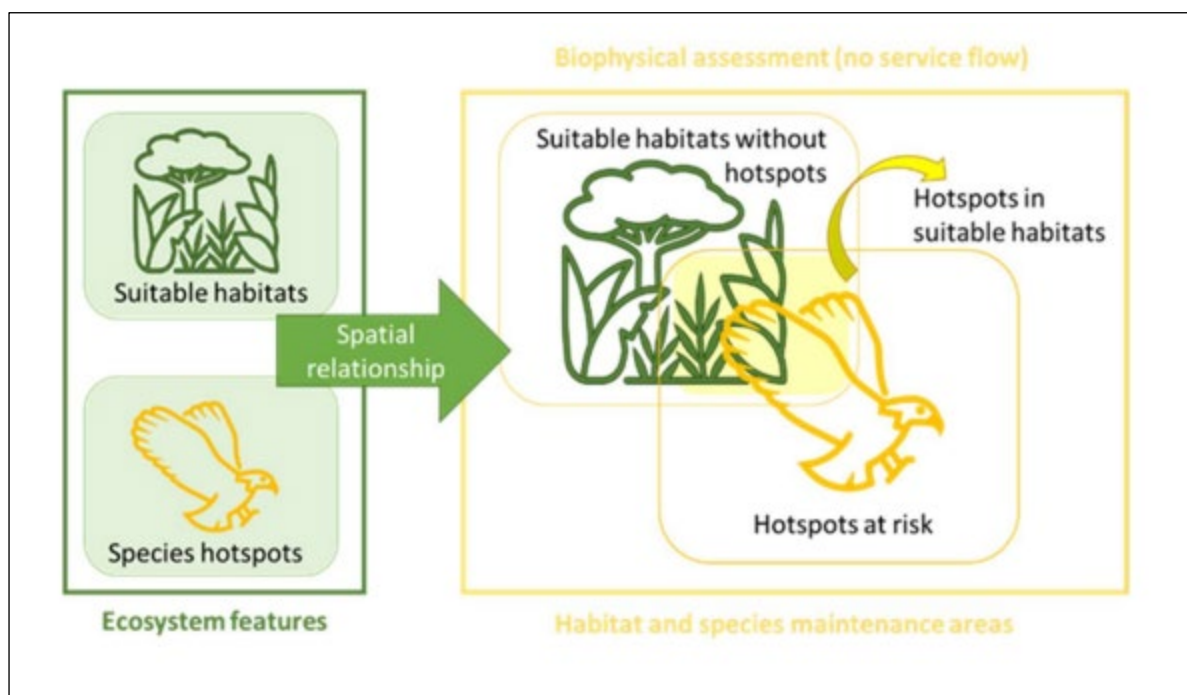 Biophysical assessment (no service flow)
Suitable habitats
Species hotspots
Ecosystem features
Spatial
relationship
Suitable habitats without
hotspots
Hotspots in
suitable habitats
Hotspots at risk
Habitat and species maintenance areas